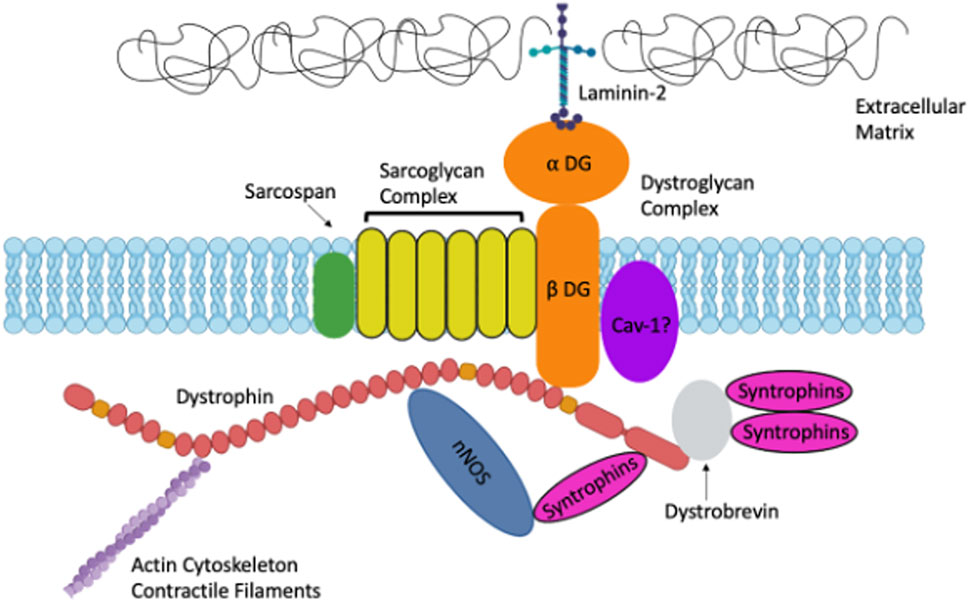 Laminin-2
Extracellular
Matrix
α DG
Sarcoglycan
Complex
Dystroglycan
Complex
Sarcospan
β DG
Cav-1?
Dystrophin
Syntrophins
Syntrophins
nNOS
Syntrophins
Dystrobrevin
Actin Cytoskeleton
Contractile Filaments